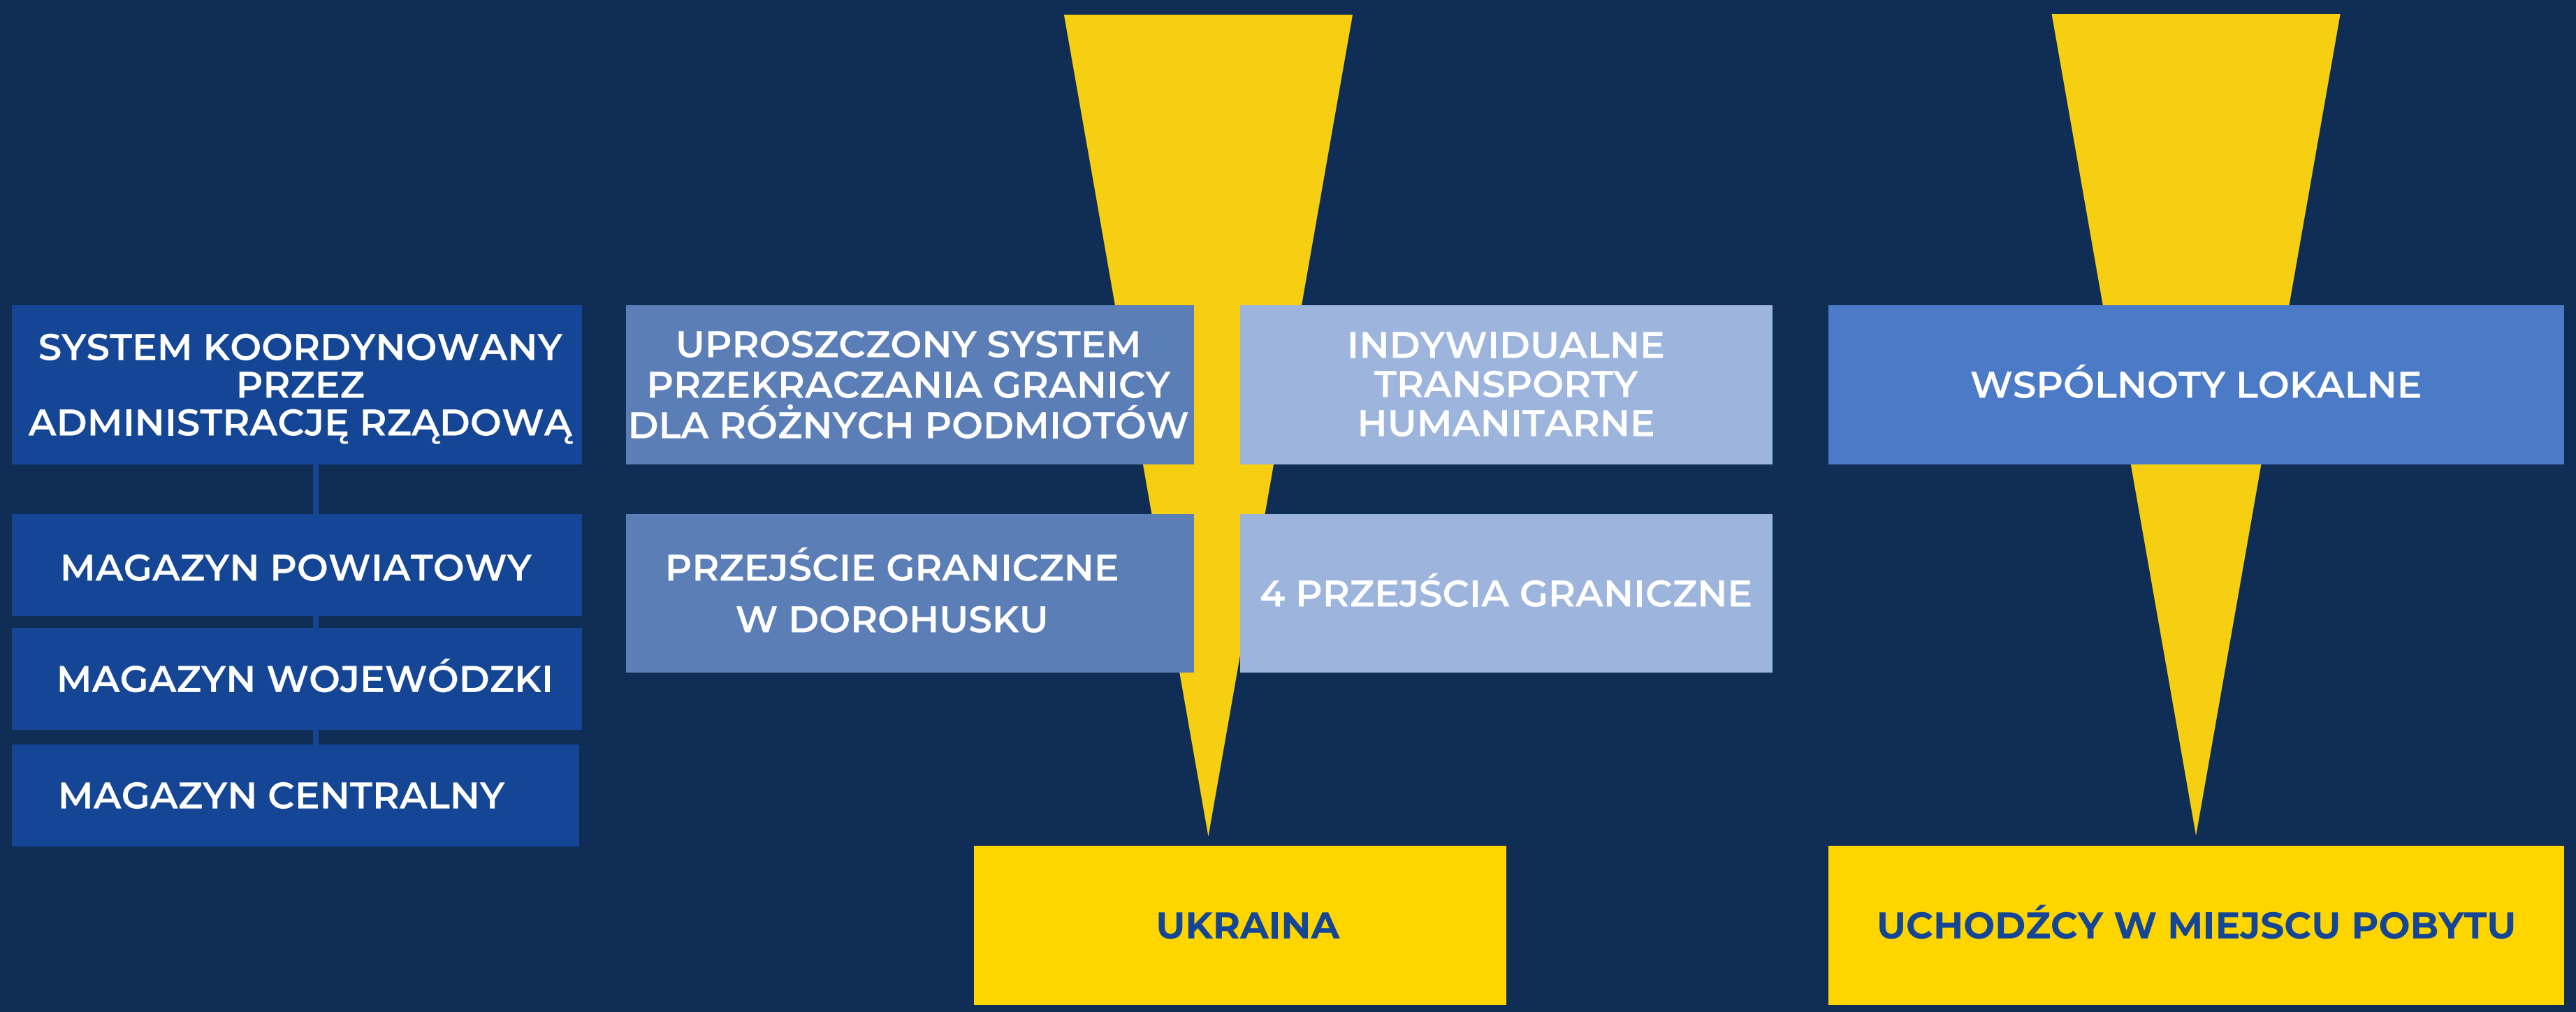 SYSTEM KOORDYNOWANY
PRZEZ
ADMINISTRACJĘ RZĄDOWĄ
MAGAZYN POWIATOWY
MAGAZYN WOJEWÓDZKI
MAGAZYN CENTRALNY
UPROSZCZONY SYSTEM
PRZEKRACZANIA GRANICY
DLA RÓŻNYCH PODMIOTÓW
PRZEJŚCIE GRANICZNE
W DOROHUSKU
INDYWIDUALNE
TRANSPORTY
HUMANITARNE
4 PRZEJŚCIA GRANICZNE
UKRAINA
WSPÓLNOTY LOKALNE
UCHODŹCY W MIEJSCU POBYTU